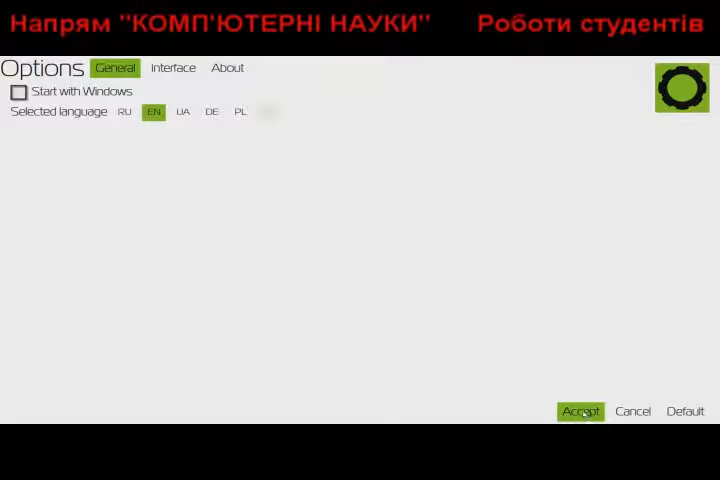 Напрям "КОМП'ЮТЕРНІ НАУКИ" Роботи студентів
Options General Interface About
Start with Windows
Selected language RU EN UA DE PL
Accept Cancel Default